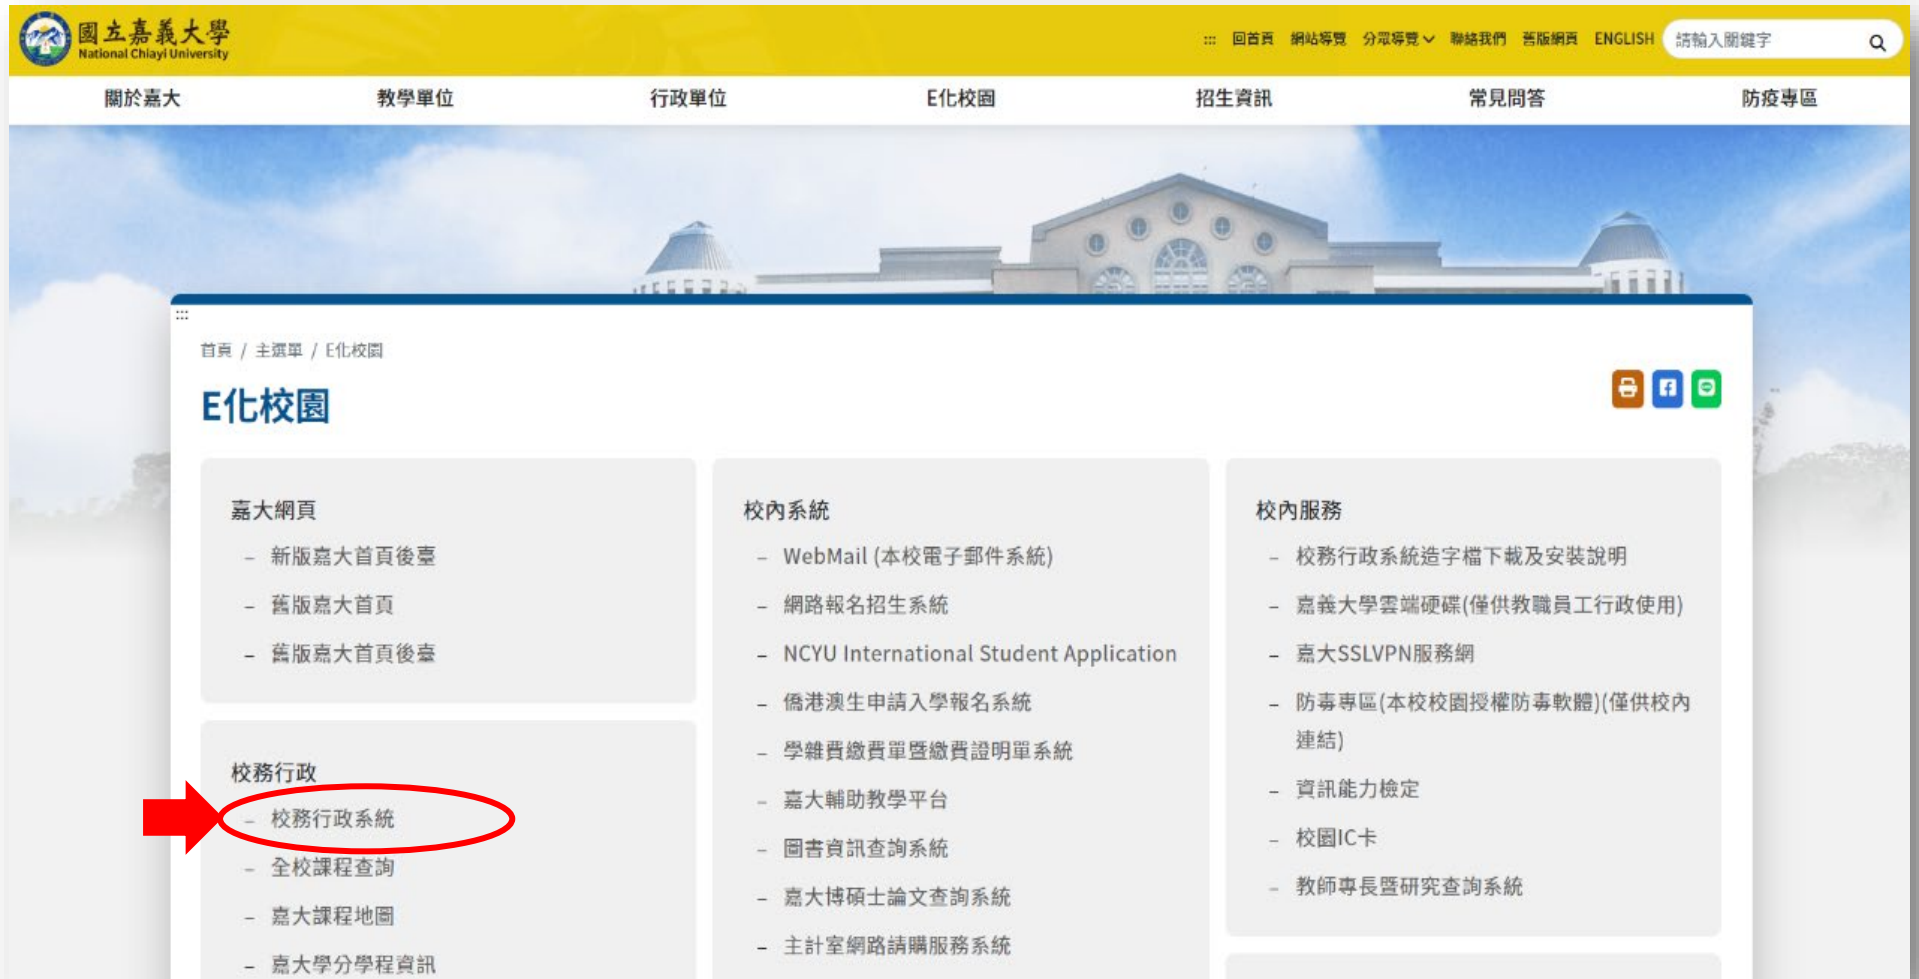 國立嘉義大學
National Chiayi University
::: 回首頁 網站導覽 分眾導覽 聯絡我們 舊版網頁 ENGLISH 請輸入關鍵字
關於嘉大 教學單位 行政單位 E化校園 招生資訊 常見問答 防疫專區
:::
首頁 / 主選單 / E化校園
E化校園
嘉大網頁
– 新版嘉大首頁後臺
– 舊版嘉大首頁
– 舊版嘉大首頁後臺
校務行政
– 校務行政系統
– 全校課程查詢
– 嘉大課程地圖
– 嘉大學分學程資訊
校內系統
– WebMail (本校電子郵件系統)
– 網路報名招生系統
– NCYU International Student Application
– 僑港澳生申請入學報名系統
– 學雜費繳費單暨繳費證明單系統
– 嘉大輔助教學平台
– 圖書資訊查詢系統
– 嘉大博碩士論文查詢系統
– 主計室網路請購服務系統
校內服務
– 校務行政系統造字檔下載及安裝說明
– 嘉義大學雲端硬碟(僅供教職員工行政使用)
– 嘉大SSLVPN服務網
– 防毒專區(本校校園授權防毒軟體)(僅供校內
連結)
– 資訊能力檢定
– 校園IC卡
– 教師專長暨研究查詢系統